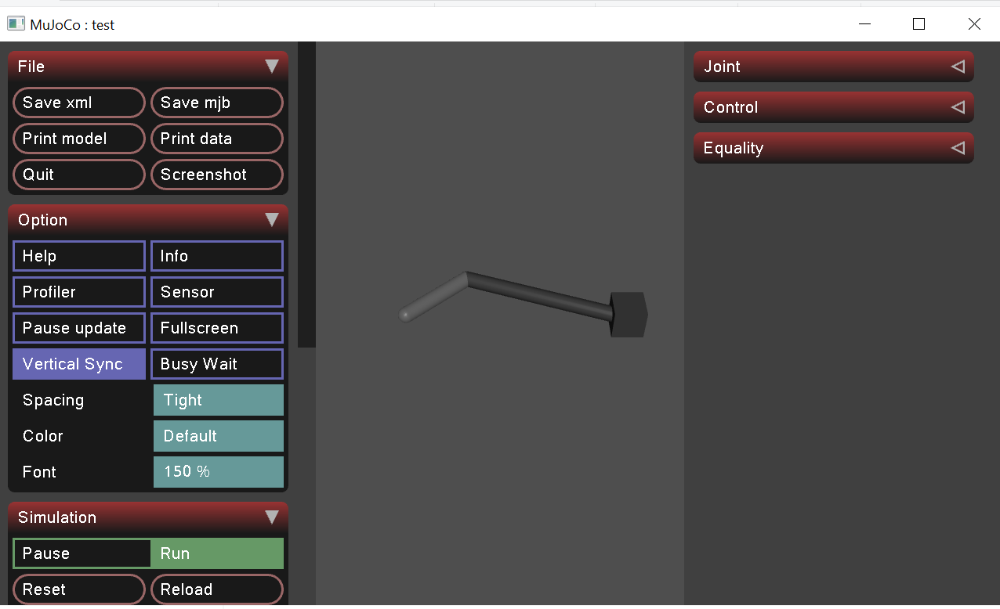 MuJoCo : test
File
Save xml
Save mjb
Print model
Print data
Quit
Screenshot
Option
Help
Info
Profiler
Sensor
Pause update
Fullscreen
Vertical Sync
Busy Wait
Spacing
Tight
Color
Default
Font
150 %
Simulation
Pause
Run
Reset
Reload
Joint
Control
Equality